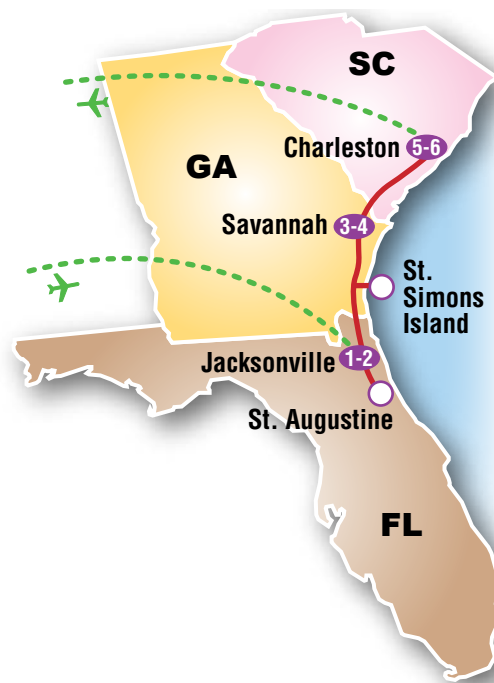 SC
Charleston 5-6
GA
Savannah 3-4
St.
Simons
Island
Jacksonville 1-2
St. Augustine
FL